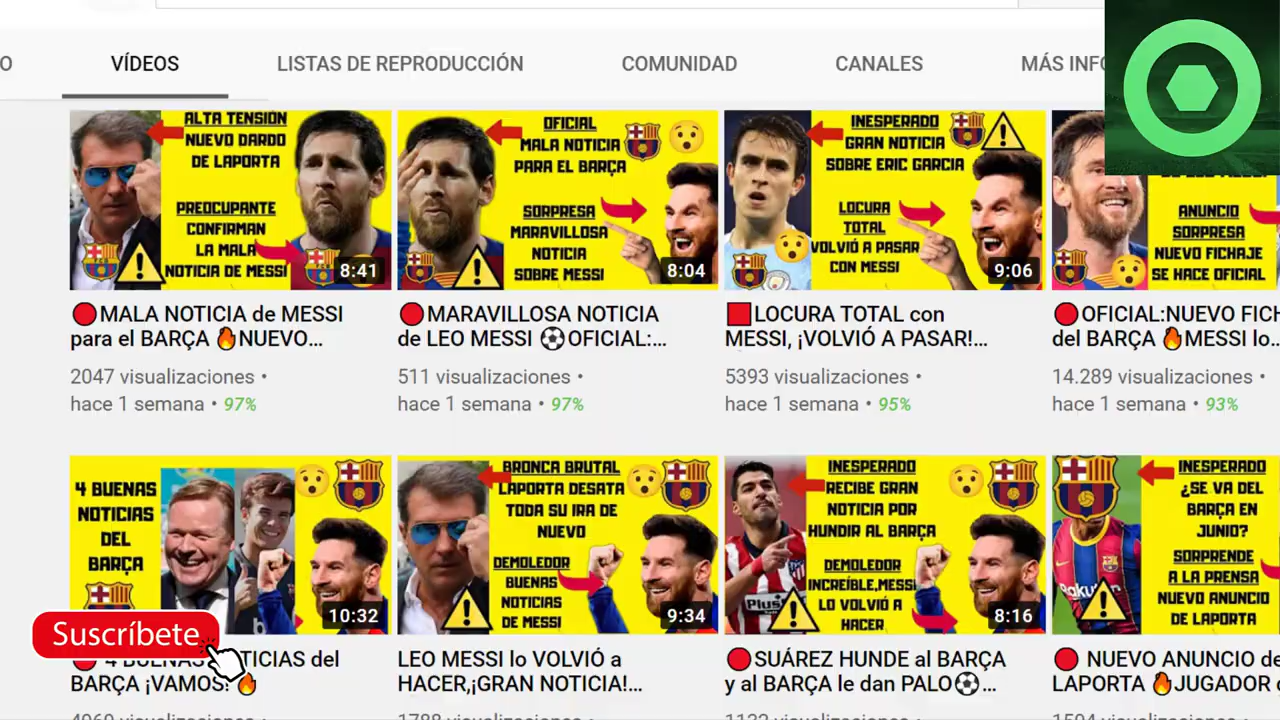 O
VÍDEOS
LISTAS DE REPRODUCCIÓN
COMUNIDAD
CANALES
MÁS INFO
ALTA TENSIÓN
NUEVO DARDO
DE LAPORTA
PREOCUPANTE
CONFIRMAN
LA MALA
NOTICIA DE MESSI
8:41
OFICIAL
MALA NOTICIA
PARA EL BARÇA
SORPRESA
MARAVILLOSA
NOTICIA
SOBRE MESSI
8:04
INESPERADO
GRAN NOTICIA
SOBRE ERIC GARCIA
LOCURA
TOTAL
VOLVIÓ A PASAR
CON MESSI
9:06
ANUNCIO
SORPRESA
NUEVO FICHAJE
SE HACE OFICIAL
🔴MALA NOTICIA de MESSI
para el BARÇA 🔥NUEVO...
2047 visualizaciones •
hace 1 semana • 97%
🔴MARAVILLOSA NOTICIA
de LEO MESSI ⚽OFICIAL:...
511 visualizaciones •
hace 1 semana • 97%
🟥LOCURA TOTAL con
MESSI, ¡VOLVIÓ A PASAR!...
5393 visualizaciones •
hace 1 semana • 95%
🔴OFICIAL:NUEVO FICH
del BARÇA 🔥MESSI lo...
14.289 visualizaciones •
hace 1 semana • 93%
4 BUENAS
NOTICIAS
DEL
BARÇA
10:32
BRONCA BRUTAL
LAPORTA DESATA
TODA SU IRA DE
NUEVO
DEMOLEDOR
BUENAS
NOTICIAS
DE MESSI
9:34
INESPERADO
RECIBE GRAN
NOTICIA POR
HUNDIR AL BARÇA
DEMOLEDOR
INCREÍBLE,MESSI
LO VOLVIÓ A
HACER
Plus
8:16
INESPERADO
¿SE VA DEL
BARÇA EN
JUNIO?
SORPRENDE
A LA PRENSA
NUEVO ANUNCIO
DE LAPORTA
Rakuten
Suscríbete
🔴 4 BUENAS NOTICIAS del
BARÇA ¡VAMOS! 🔥
LEO MESSI lo VOLVIÓ a
HACER,¡GRAN NOTICIA!...
🔴SUÁREZ HUNDE al BARÇA
y al BARÇA le dan PALO⚽...
🔴 NUEVO ANUNCIO de
LAPORTA 🔥JUGADOR